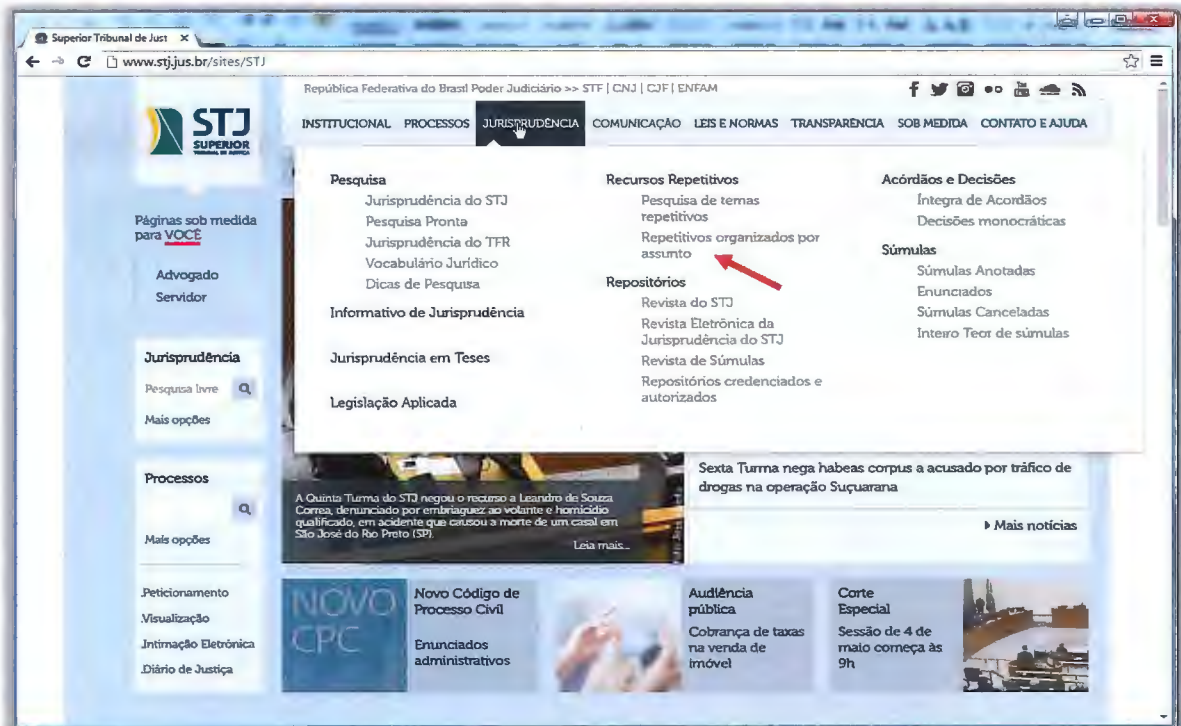 Superior Tribunal de Just ×
www.stj.jus.br/sites/STJ
República Federativa do Brasil Poder Judiciário >> STF | CNJ | CJF | ENFAM
INSTITUCIONAL PROCESSOS JURISPRUDÊNCIA COMUNICAÇÃO LEIS E NORMAS TRANSPARÊNCIA SOB MEDIDA CONTATO E AJUDA
STJ
SUPERIOR
TRIBUNAL DE JUSTIÇA
Páginas sob medida
para VOCÊ
Advogado
Servidor
Jurisprudência
Pesquisa livre
Mais opções
Processos
Mais opções
Peticionamento
Visualização
Intimação Eletrônica
Diário de Justiça
Pesquisa
Jurisprudência do STJ
Pesquisa Pronta
Jurisprudência do TFR
Vocabulário Jurídico
Dicas de Pesquisa
Informativo de Jurisprudência
Jurisprudência em Teses
Legislação Aplicada
Recursos Repetitivos
Pesquisa de temas
repetitivos
Repetitivos organizados por
assunto
Repositórios
Revista do STJ
Revista Eletrônica da
Jurisprudência do STJ
Revista de Súmulas
Repositórios credenciados e
autorizados
Acórdãos e Decisões
Íntegra de Acordãos
Decisões monocráticas
Súmulas
Súmulas Anotadas
Enunciados
Súmulas Canceladas
Inteiro Teor de súmulas
A Quinta Turma do STJ negou o recurso a Leandro de Souza
Correa, denunciado por embriaguez ao volante e homicídio
qualificado, em acidente que causou a morte de um casal em
São José do Rio Preto (SP).
Leia mais...
Sexta Turma nega habeas corpus a acusado por tráfico de
drogas na operação Suçuarana
Mais notícias
NOVO
CPC
Novo Código de
Processo Civil
Enunciados
administrativos
Audiência
pública
Cobrança de taxas
na venda de
imóvel
Corte
Especial
Sessão de 4 de
maio começa às
9h